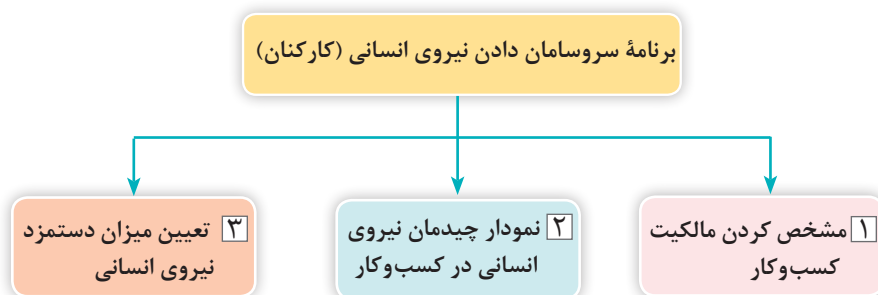 برنامهٔ سروسامان دادن نیروی انسانی (کارکنان)
۱ مشخص کردن مالکیت
کسب‌وکار
۲ نمودار چیدمان نیروی
انسانی در کسب‌وکار
۳ تعیین میزان دستمزد
نیروی انسانی